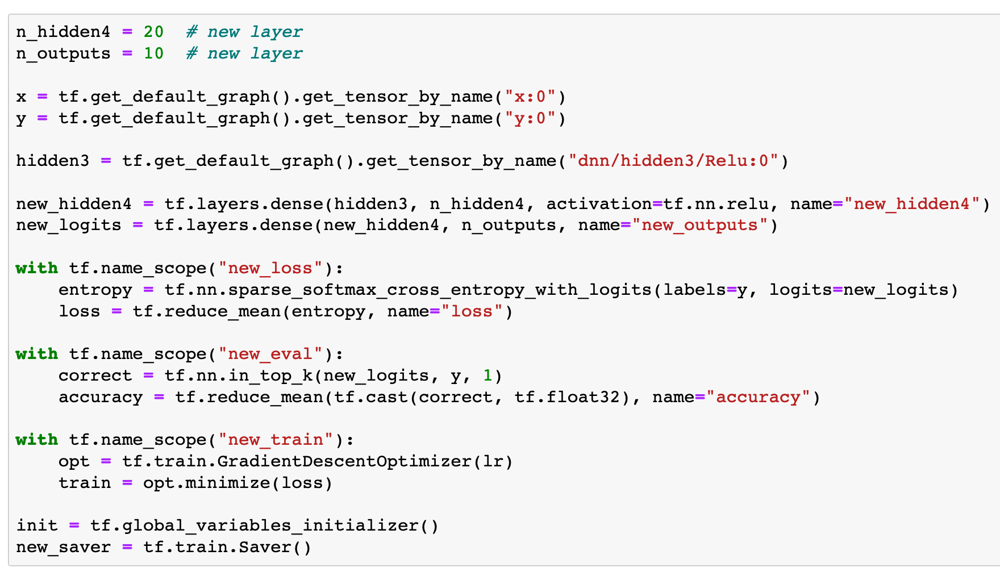 n_hidden4 = 20  # new layer
n_outputs = 10  # new layer

x = tf.get_default_graph().get_tensor_by_name("x:0")
y = tf.get_default_graph().get_tensor_by_name("y:0")

hidden3 = tf.get_default_graph().get_tensor_by_name("dnn/hidden3/Relu:0")

new_hidden4 = tf.layers.dense(hidden3, n_hidden4, activation=tf.nn.relu, name="new_hidden4")
new_logits = tf.layers.dense(new_hidden4, n_outputs, name="new_outputs")

with tf.name_scope("new_loss"):
    entropy = tf.nn.sparse_softmax_cross_entropy_with_logits(labels=y, logits=new_logits)
    loss = tf.reduce_mean(entropy, name="loss")

with tf.name_scope("new_eval"):
    correct = tf.nn.in_top_k(new_logits, y, 1)
    accuracy = tf.reduce_mean(tf.cast(correct, tf.float32), name="accuracy")

with tf.name_scope("new_train"):
    opt = tf.train.GradientDescentOptimizer(lr)
    train = opt.minimize(loss)

init = tf.global_variables_initializer()
new_saver = tf.train.Saver()